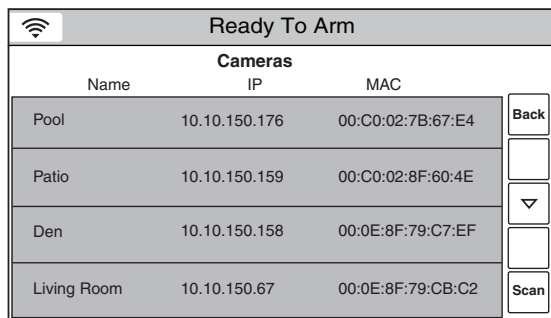 Ready To Arm
Cameras
Name IP MAC
Pool 10.10.150.176 00:C0:02:7B:67:E4
Back
Patio 10.10.150.159 00:C0:02:8F:60:4E
Den 10.10.150.158 00:0E:8F:79:C7:EF
Living Room 10.10.150.67 00:0E:8F:79:CB:C2
Scan